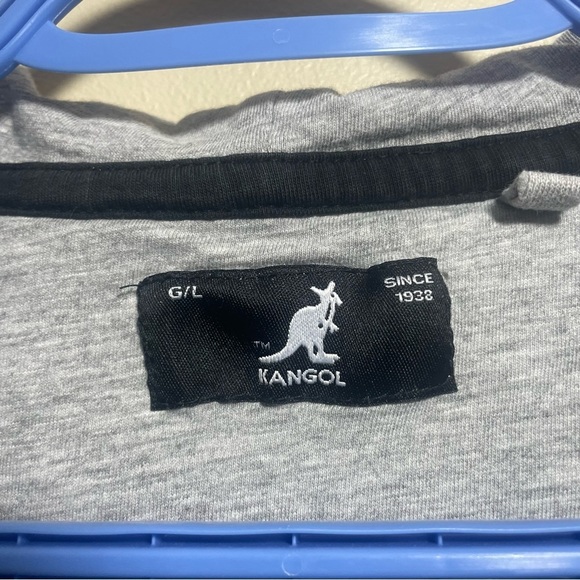 G/L
SINCE
1938
TM
KANGOL